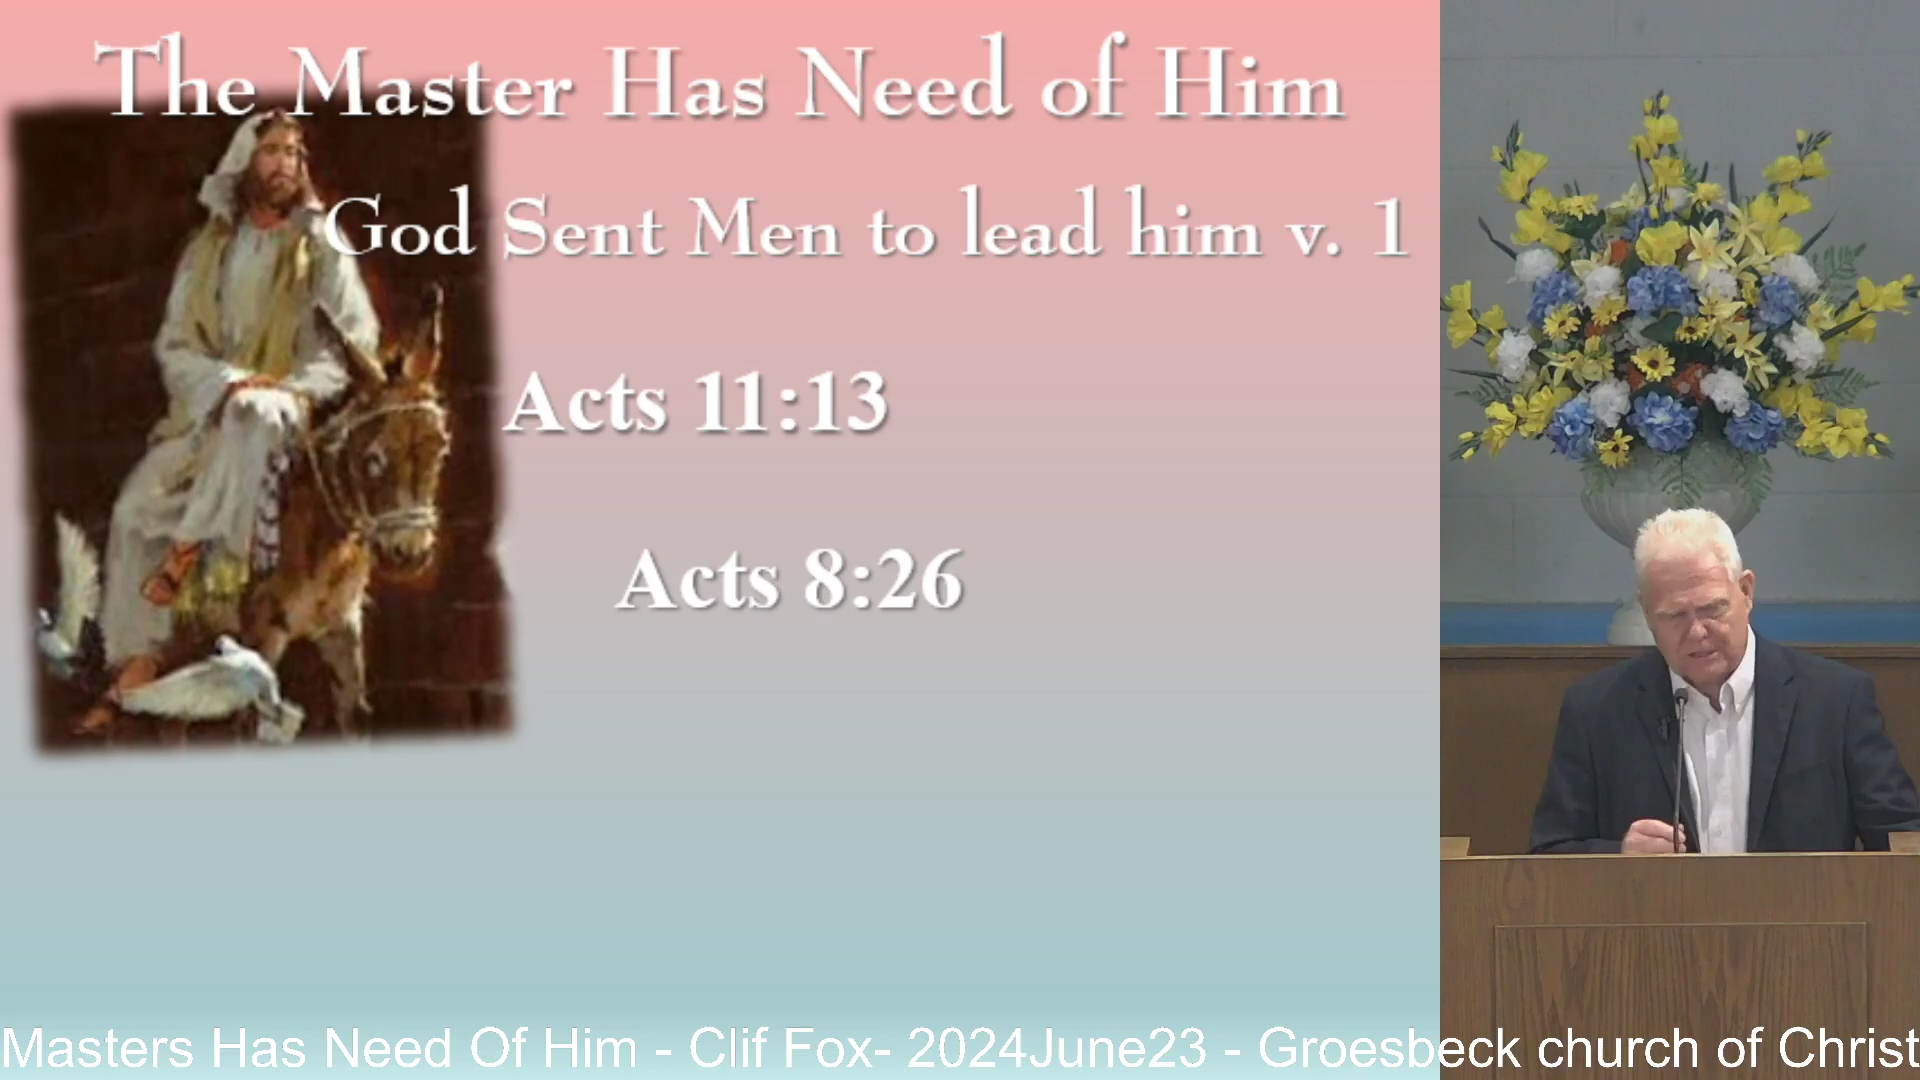 The Master Has Need of Him
God Sent Men to lead him v. 1
Acts 11:13
Acts 8:26
Masters Has Need Of Him - Clif Fox- 2024June23 - Groesbeck church of Christ